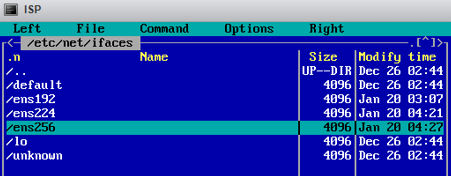 ISP
Left File Command Options Right
<─ /etc/net/ifaces ─.[^]>
.n Name Size Modify time
/.. UP--DIR Dec 26 02:44
/default 4096 Dec 26 02:44
/ens192 4096 Jan 20 03:07
/ens224 4096 Jan 20 04:21
/ens256 4096 Jan 20 04:27
/lo 4096 Dec 26 02:44
/unknown 4096 Dec 26 02:44